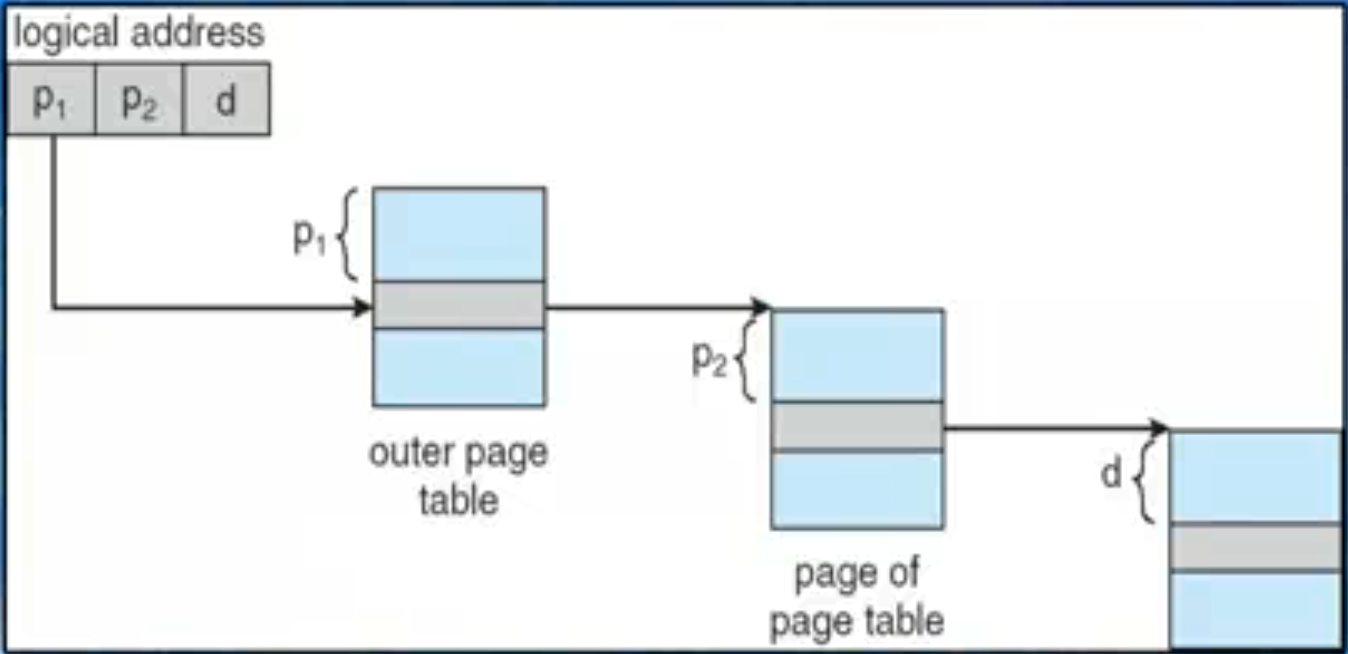 logical address
p₁ p₂ d
p₁
outer page
table
p₂
page of
page table
d